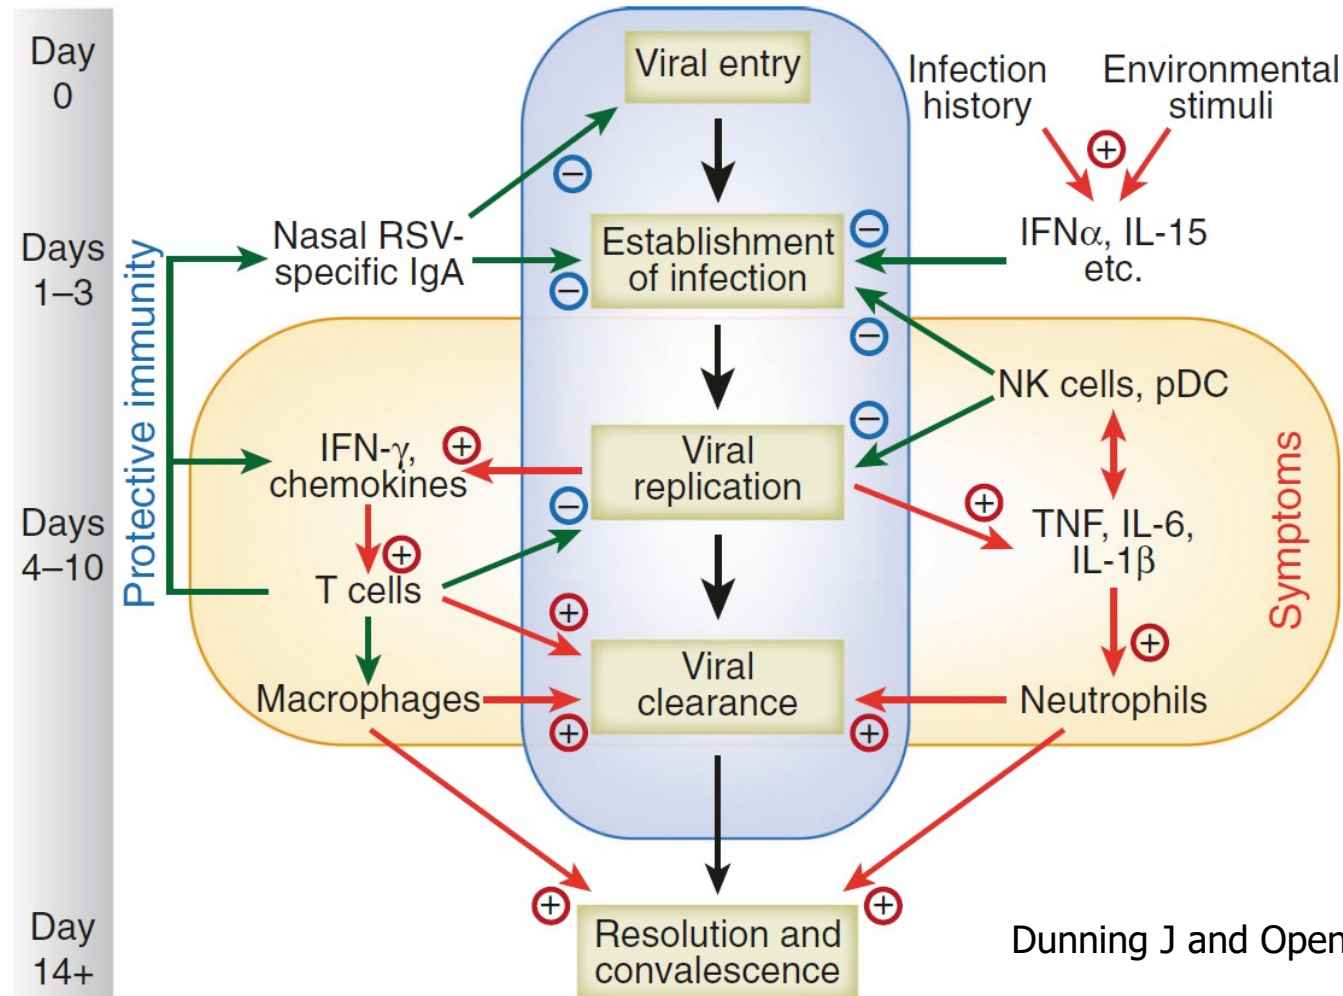 Day
0
Days
1–3
Days
4–10
Day
14+
Protective immunity
Nasal RSV-
specific IgA
IFN-γ,
chemokines
T cells
Macrophages
Viral entry
Establishment
of infection
Viral
replication
Viral
clearance
Resolution and
convalescence
Infection
history
Environmental
stimuli
IFNα, IL-15
etc.
NK cells, pDC
TNF, IL-6,
IL-1β
Neutrophils
Symptoms
−
−
−
−
−
−
+
+
+
+
+
+
+
+
+
+
Dunning J and Open